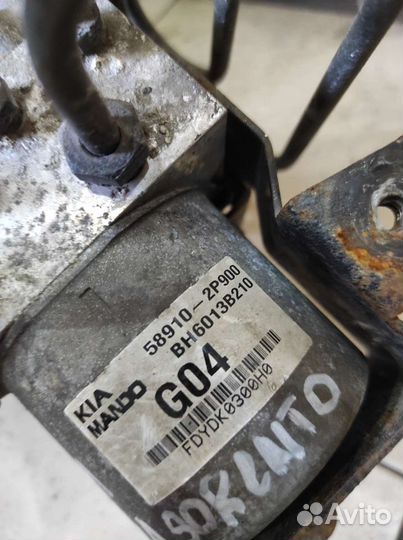 58910-2P900
BH6013B210
KIA
MANDO
G04
FDYDK0300H0
SORENTO
Avito